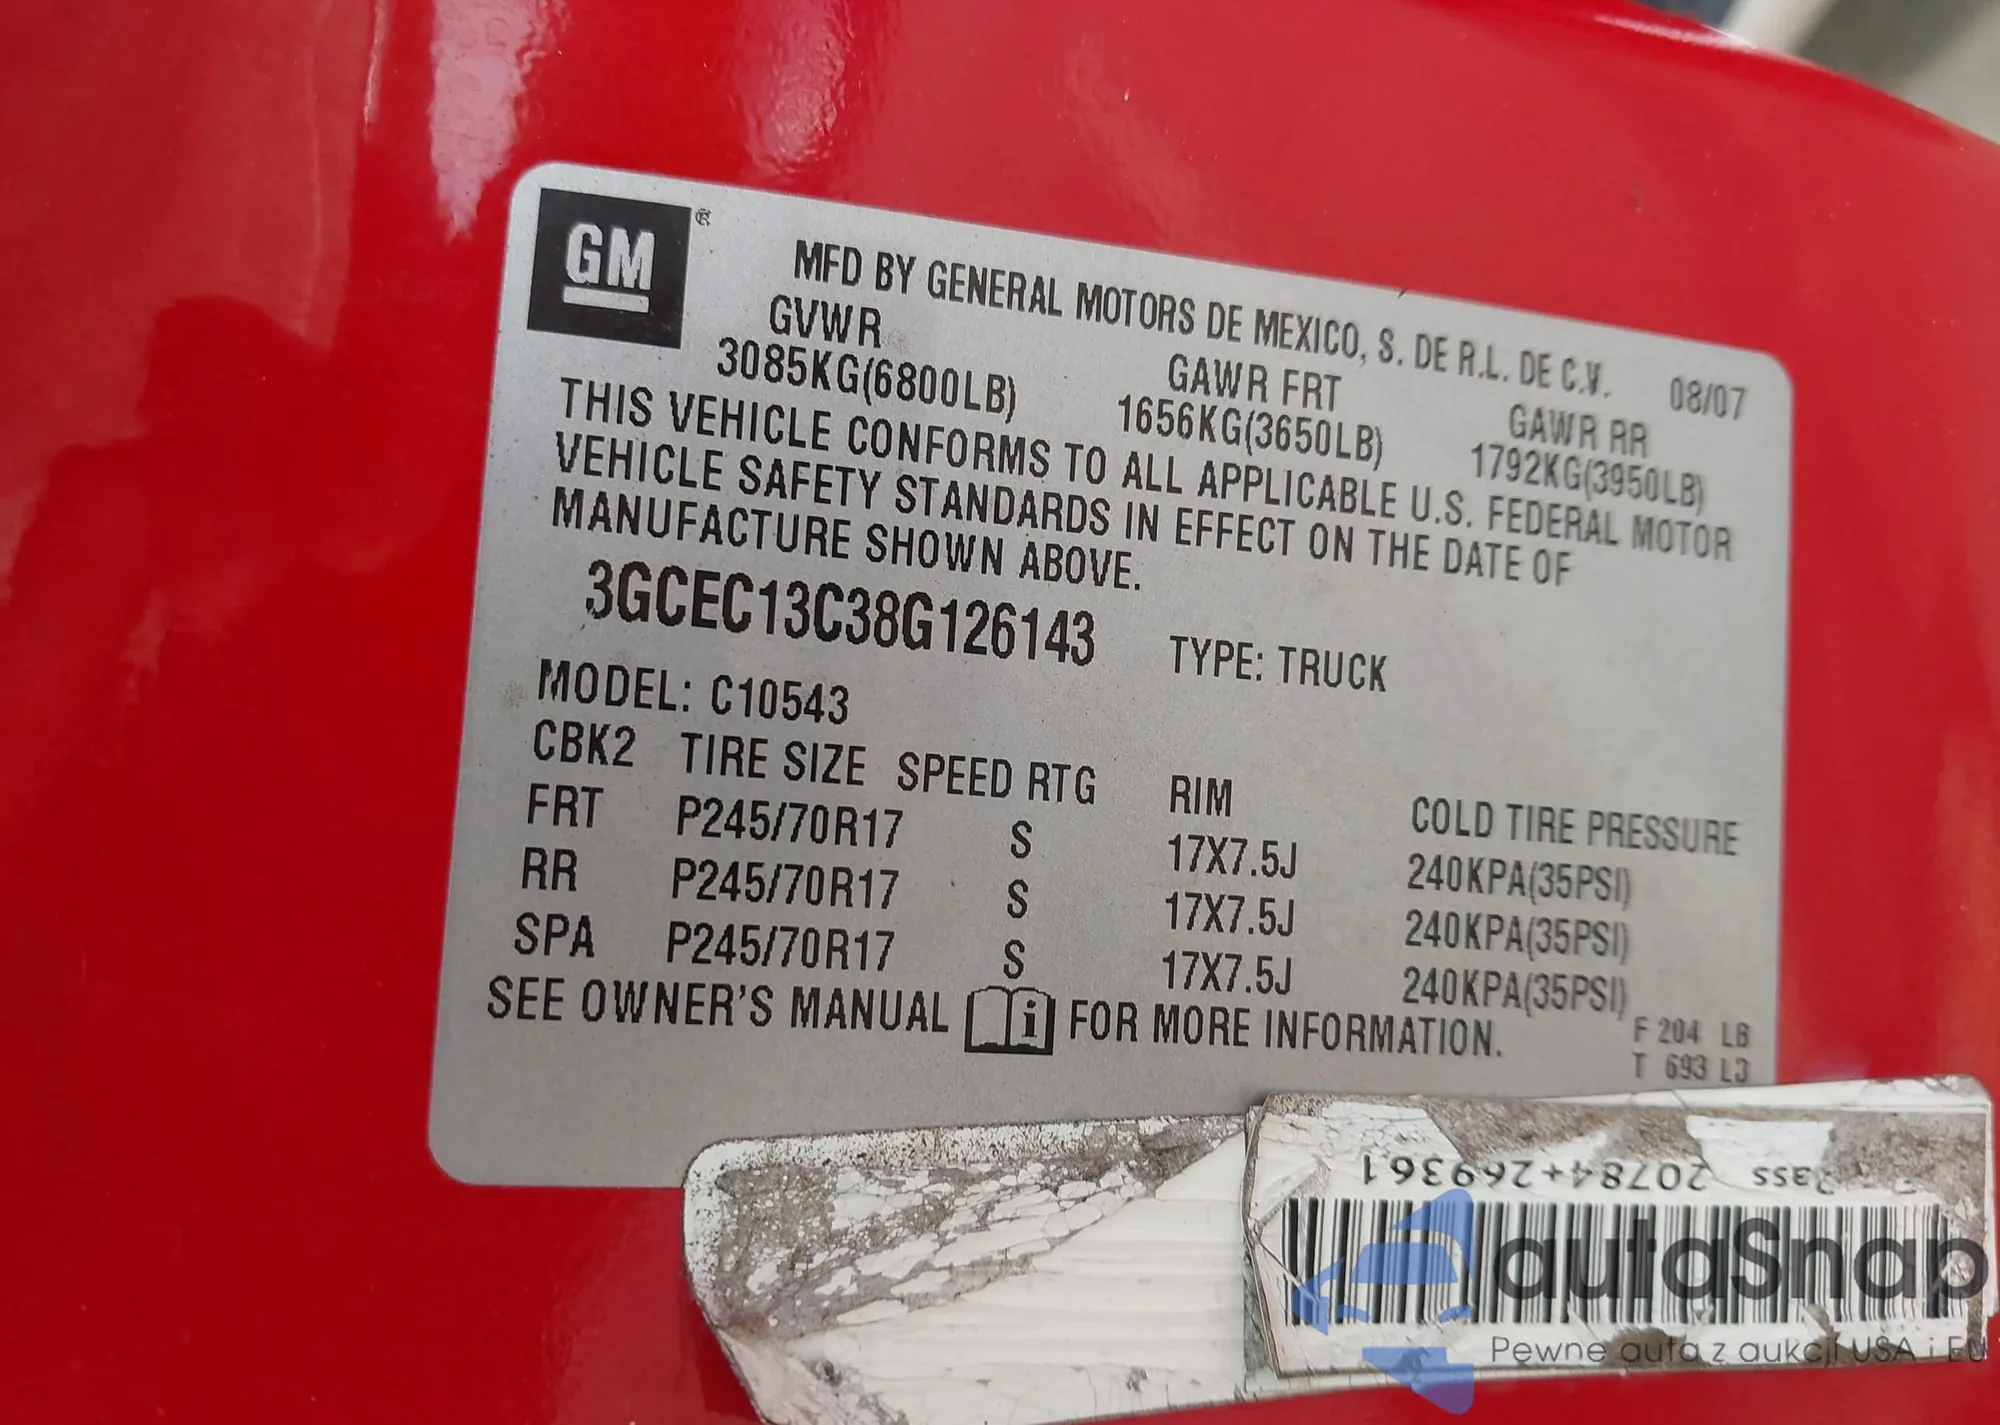 GM ®
MFD BY GENERAL MOTORS DE MEXICO, S. DE R.L. DE C.V. 08/07
GVWR GAWR FRT GAWR RR
3085KG(6800LB) 1656KG(3650LB) 1792KG(3950LB)
THIS VEHICLE CONFORMS TO ALL APPLICABLE U.S. FEDERAL MOTOR
VEHICLE SAFETY STANDARDS IN EFFECT ON THE DATE OF
MANUFACTURE SHOWN ABOVE.
3GCEC13C38G126143 TYPE: TRUCK
MODEL: C10543
CBK2 TIRE SIZE SPEED RTG RIM COLD TIRE PRESSURE
FRT P245/70R17 S 17X7.5J 240KPA(35PSI)
RR P245/70R17 S 17X7.5J 240KPA(35PSI)
SPA P245/70R17 S 17X7.5J 240KPA(35PSI)
SEE OWNER'S MANUAL i FOR MORE INFORMATION.
F 204 LB
T 693 LB
20784+269361
autaSnap
Pewne auta z aukcji USA i EU